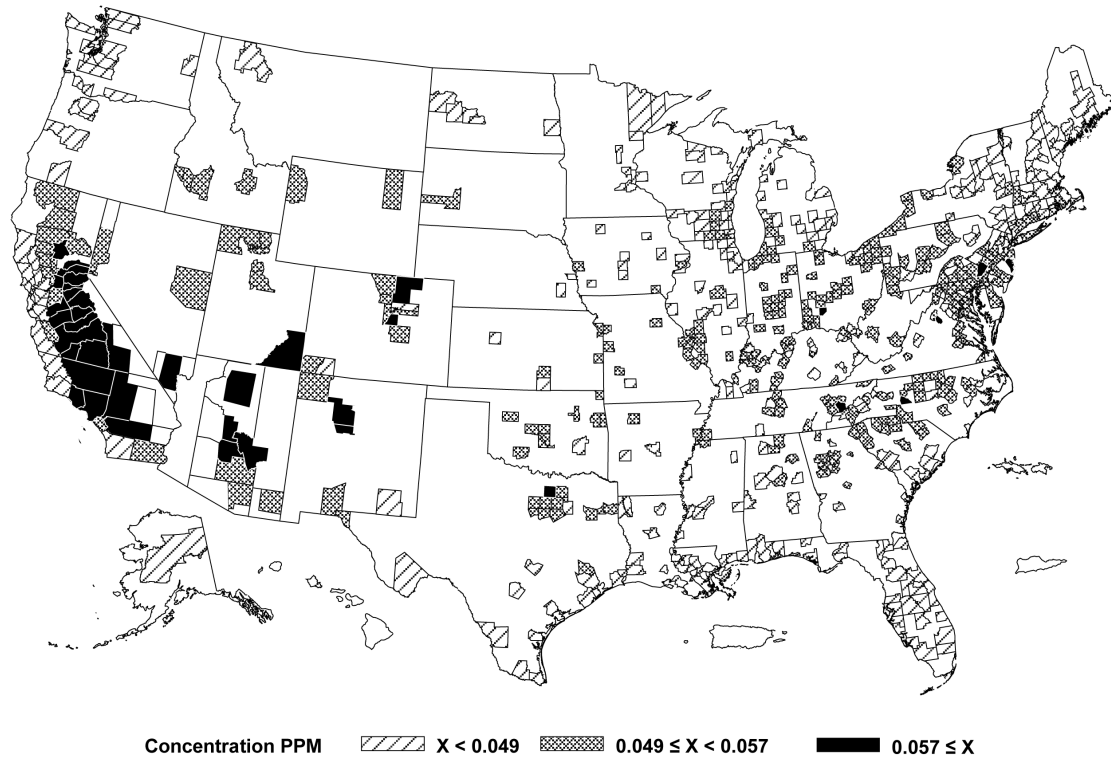 Concentration PPM X < 0.049 0.049 ≤ X < 0.057 0.057 ≤ X